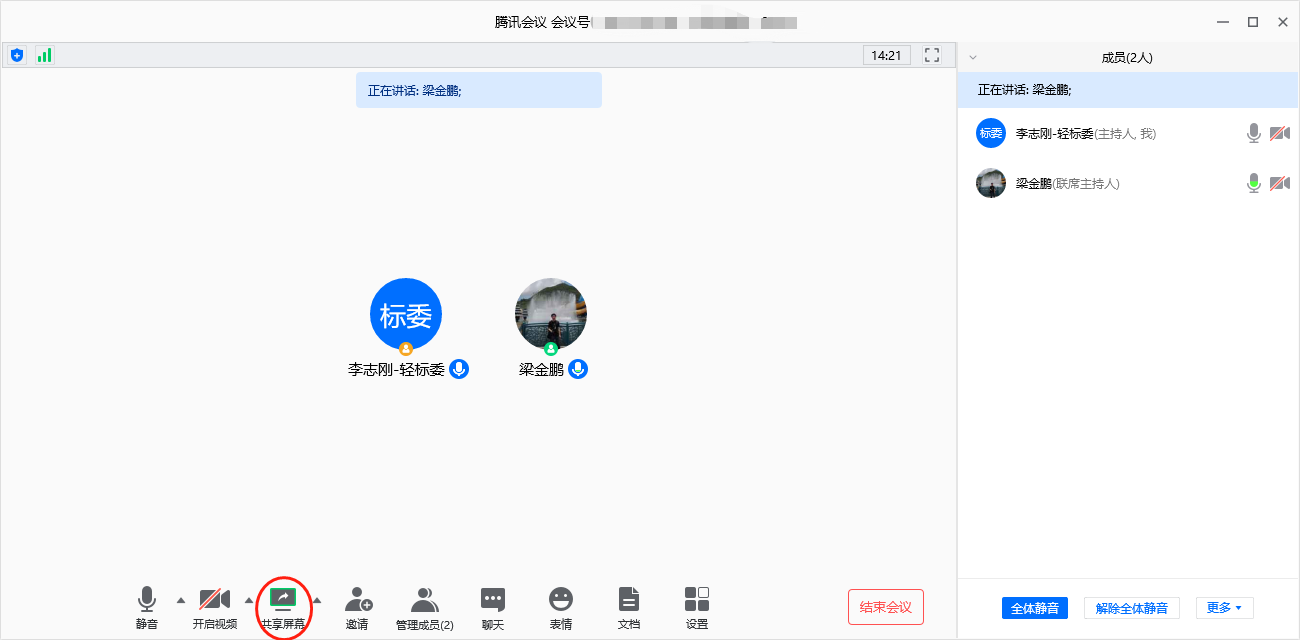 腾讯会议 会议号
14:21
成员(2人)
正在讲话: 梁金鹏;
正在讲话: 梁金鹏;
标委 李志刚-轻标委(主持人, 我)
梁金鹏(联席主持人)
标委
李志刚-轻标委 梁金鹏
静音 开启视频 共享屏幕 邀请 管理成员(2) 聊天 表情 文档 设置
结束会议
全体静音 解除全体静音 更多